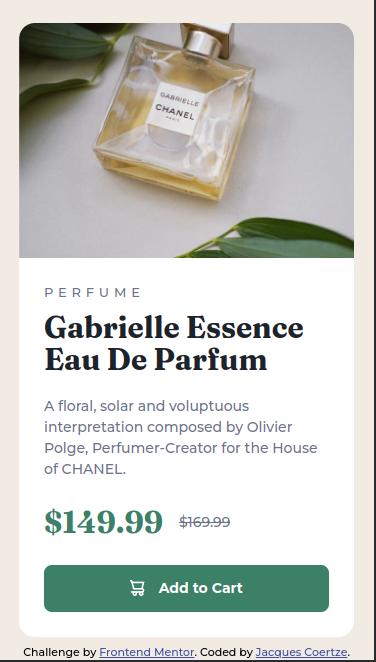 GABRIELLE
CHANEL
PARIS
PERFUME
Gabrielle Essence
Eau De Parfum
A floral, solar and voluptuous
interpretation composed by Olivier
Polge, Perfumer-Creator for the House
of CHANEL.
$149.99 $169.99
Add to Cart
Challenge by Frontend Mentor. Coded by Jacques Coertze.